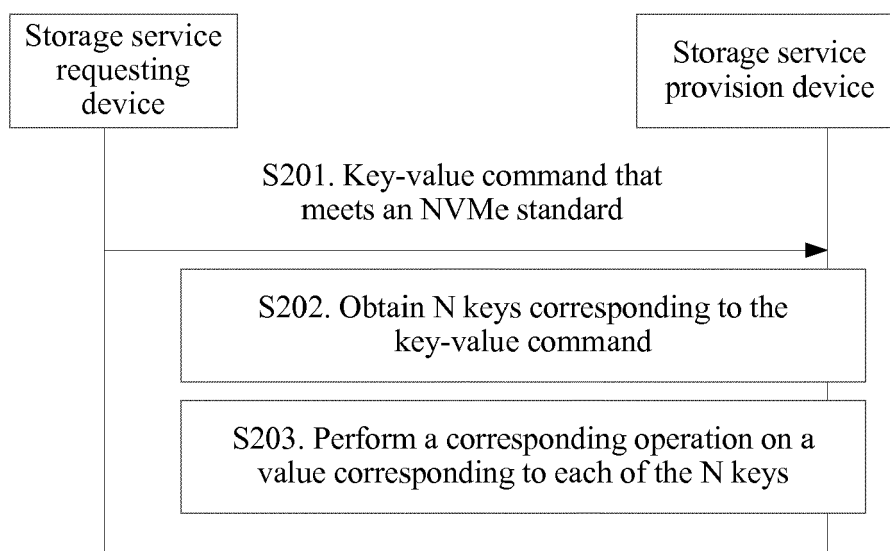 Storage service
requesting
device
Storage service
provision device
S201. Key-value command that
meets an NVMe standard
S202. Obtain N keys corresponding to the
key-value command
S203. Perform a corresponding operation on a
value corresponding to each of the N keys